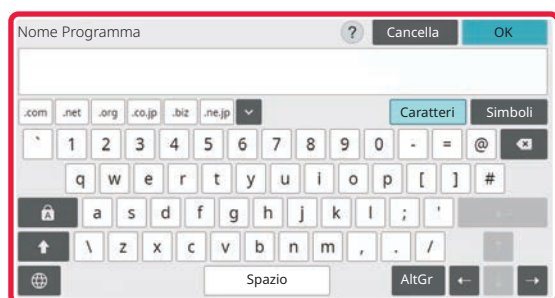 Nome Programma ? Cancella OK
.com .net .org .co.jp .biz .ne.jp Caratteri Simboli
` 1 2 3 4 5 6 7 8 9 0 - = @
q w e r t y u i o p [ ] #
A a s d f g h j k l ; '
\ z x c v b n m , . /
Spazio AltGr